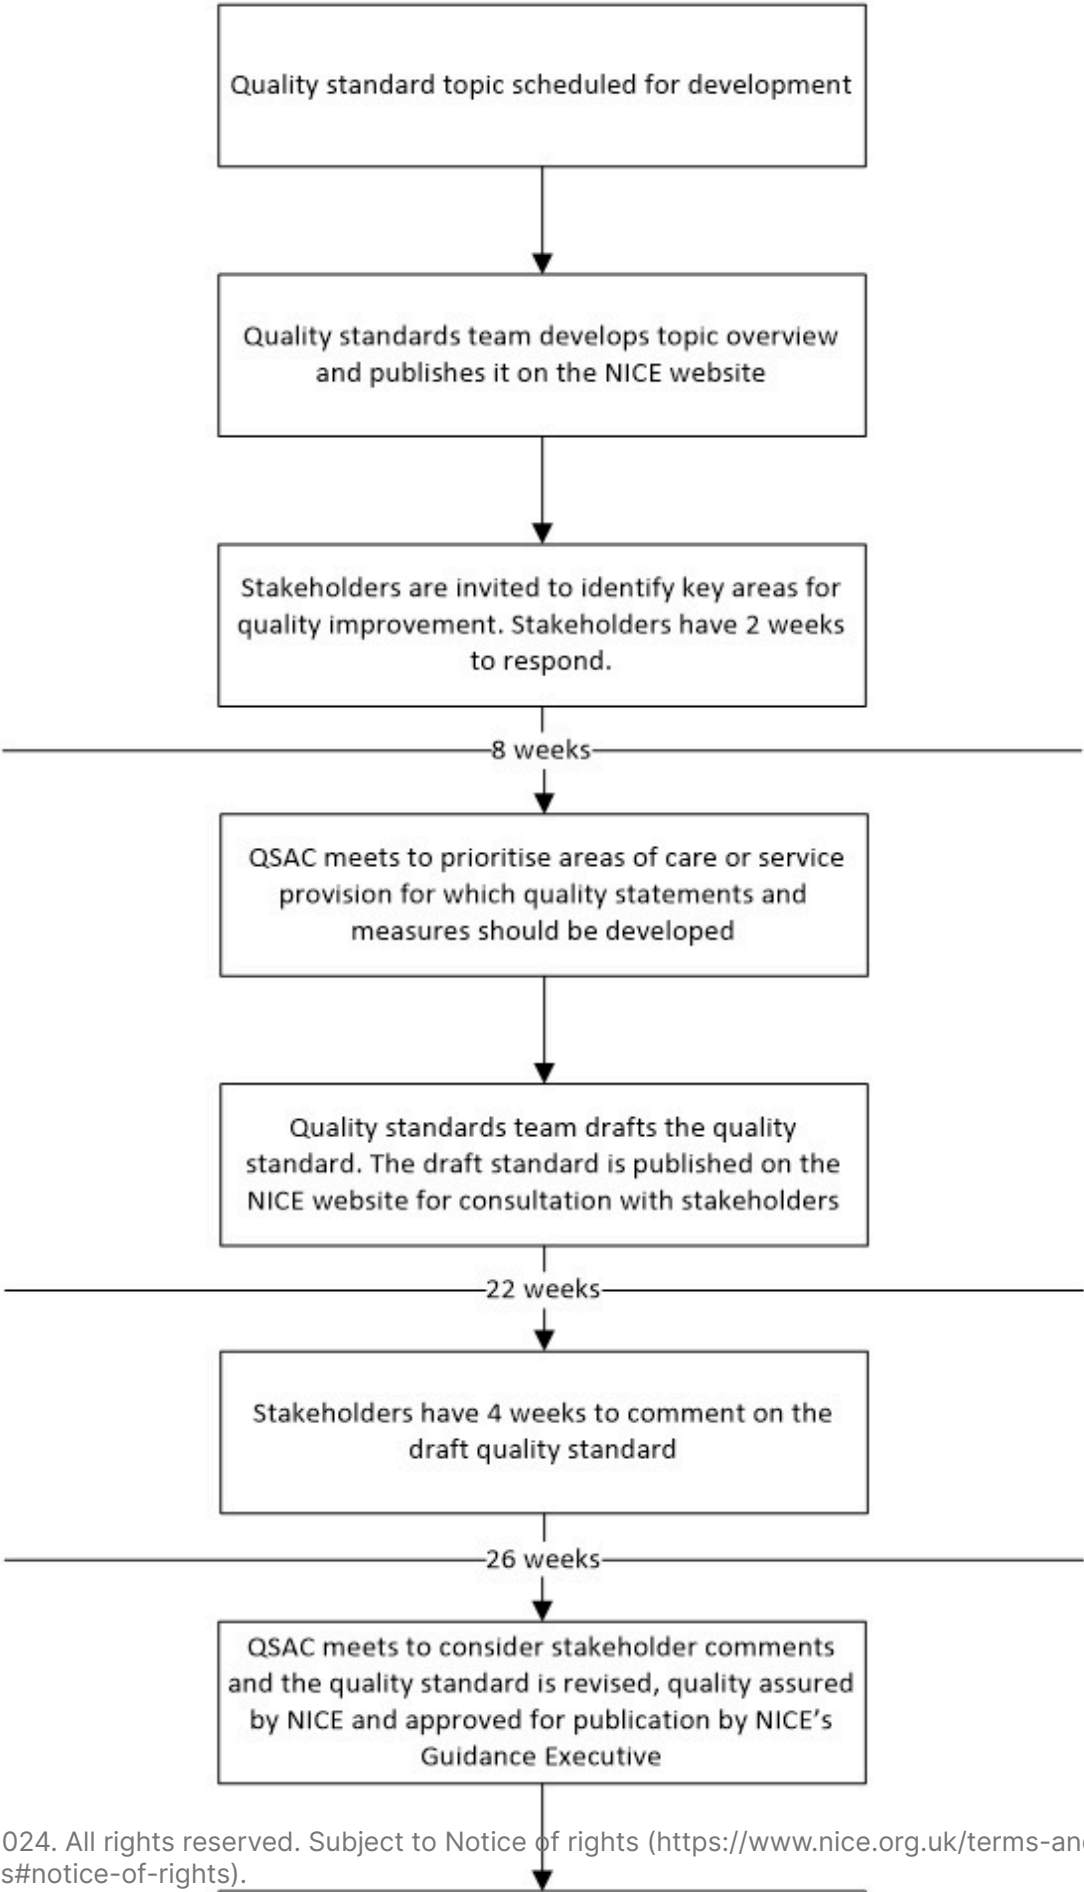 Quality standard topic scheduled for development
Quality standards team develops topic overview
and publishes it on the NICE website
Stakeholders are invited to identify key areas for
quality improvement. Stakeholders have 2 weeks
to respond.
8 weeks
QSAC meets to prioritise areas of care or service
provision for which quality statements and
measures should be developed
Quality standards team drafts the quality
standard. The draft standard is published on the
NICE website for consultation with stakeholders
22 weeks
Stakeholders have 4 weeks to comment on the
draft quality standard
26 weeks
QSAC meets to consider stakeholder comments
and the quality standard is revised, quality assured
by NICE and approved for publication by NICE’s
Guidance Executive
024. All rights reserved. Subject to Notice of rights (https://www.nice.org.uk/terms-an
s#notice-of-rights).